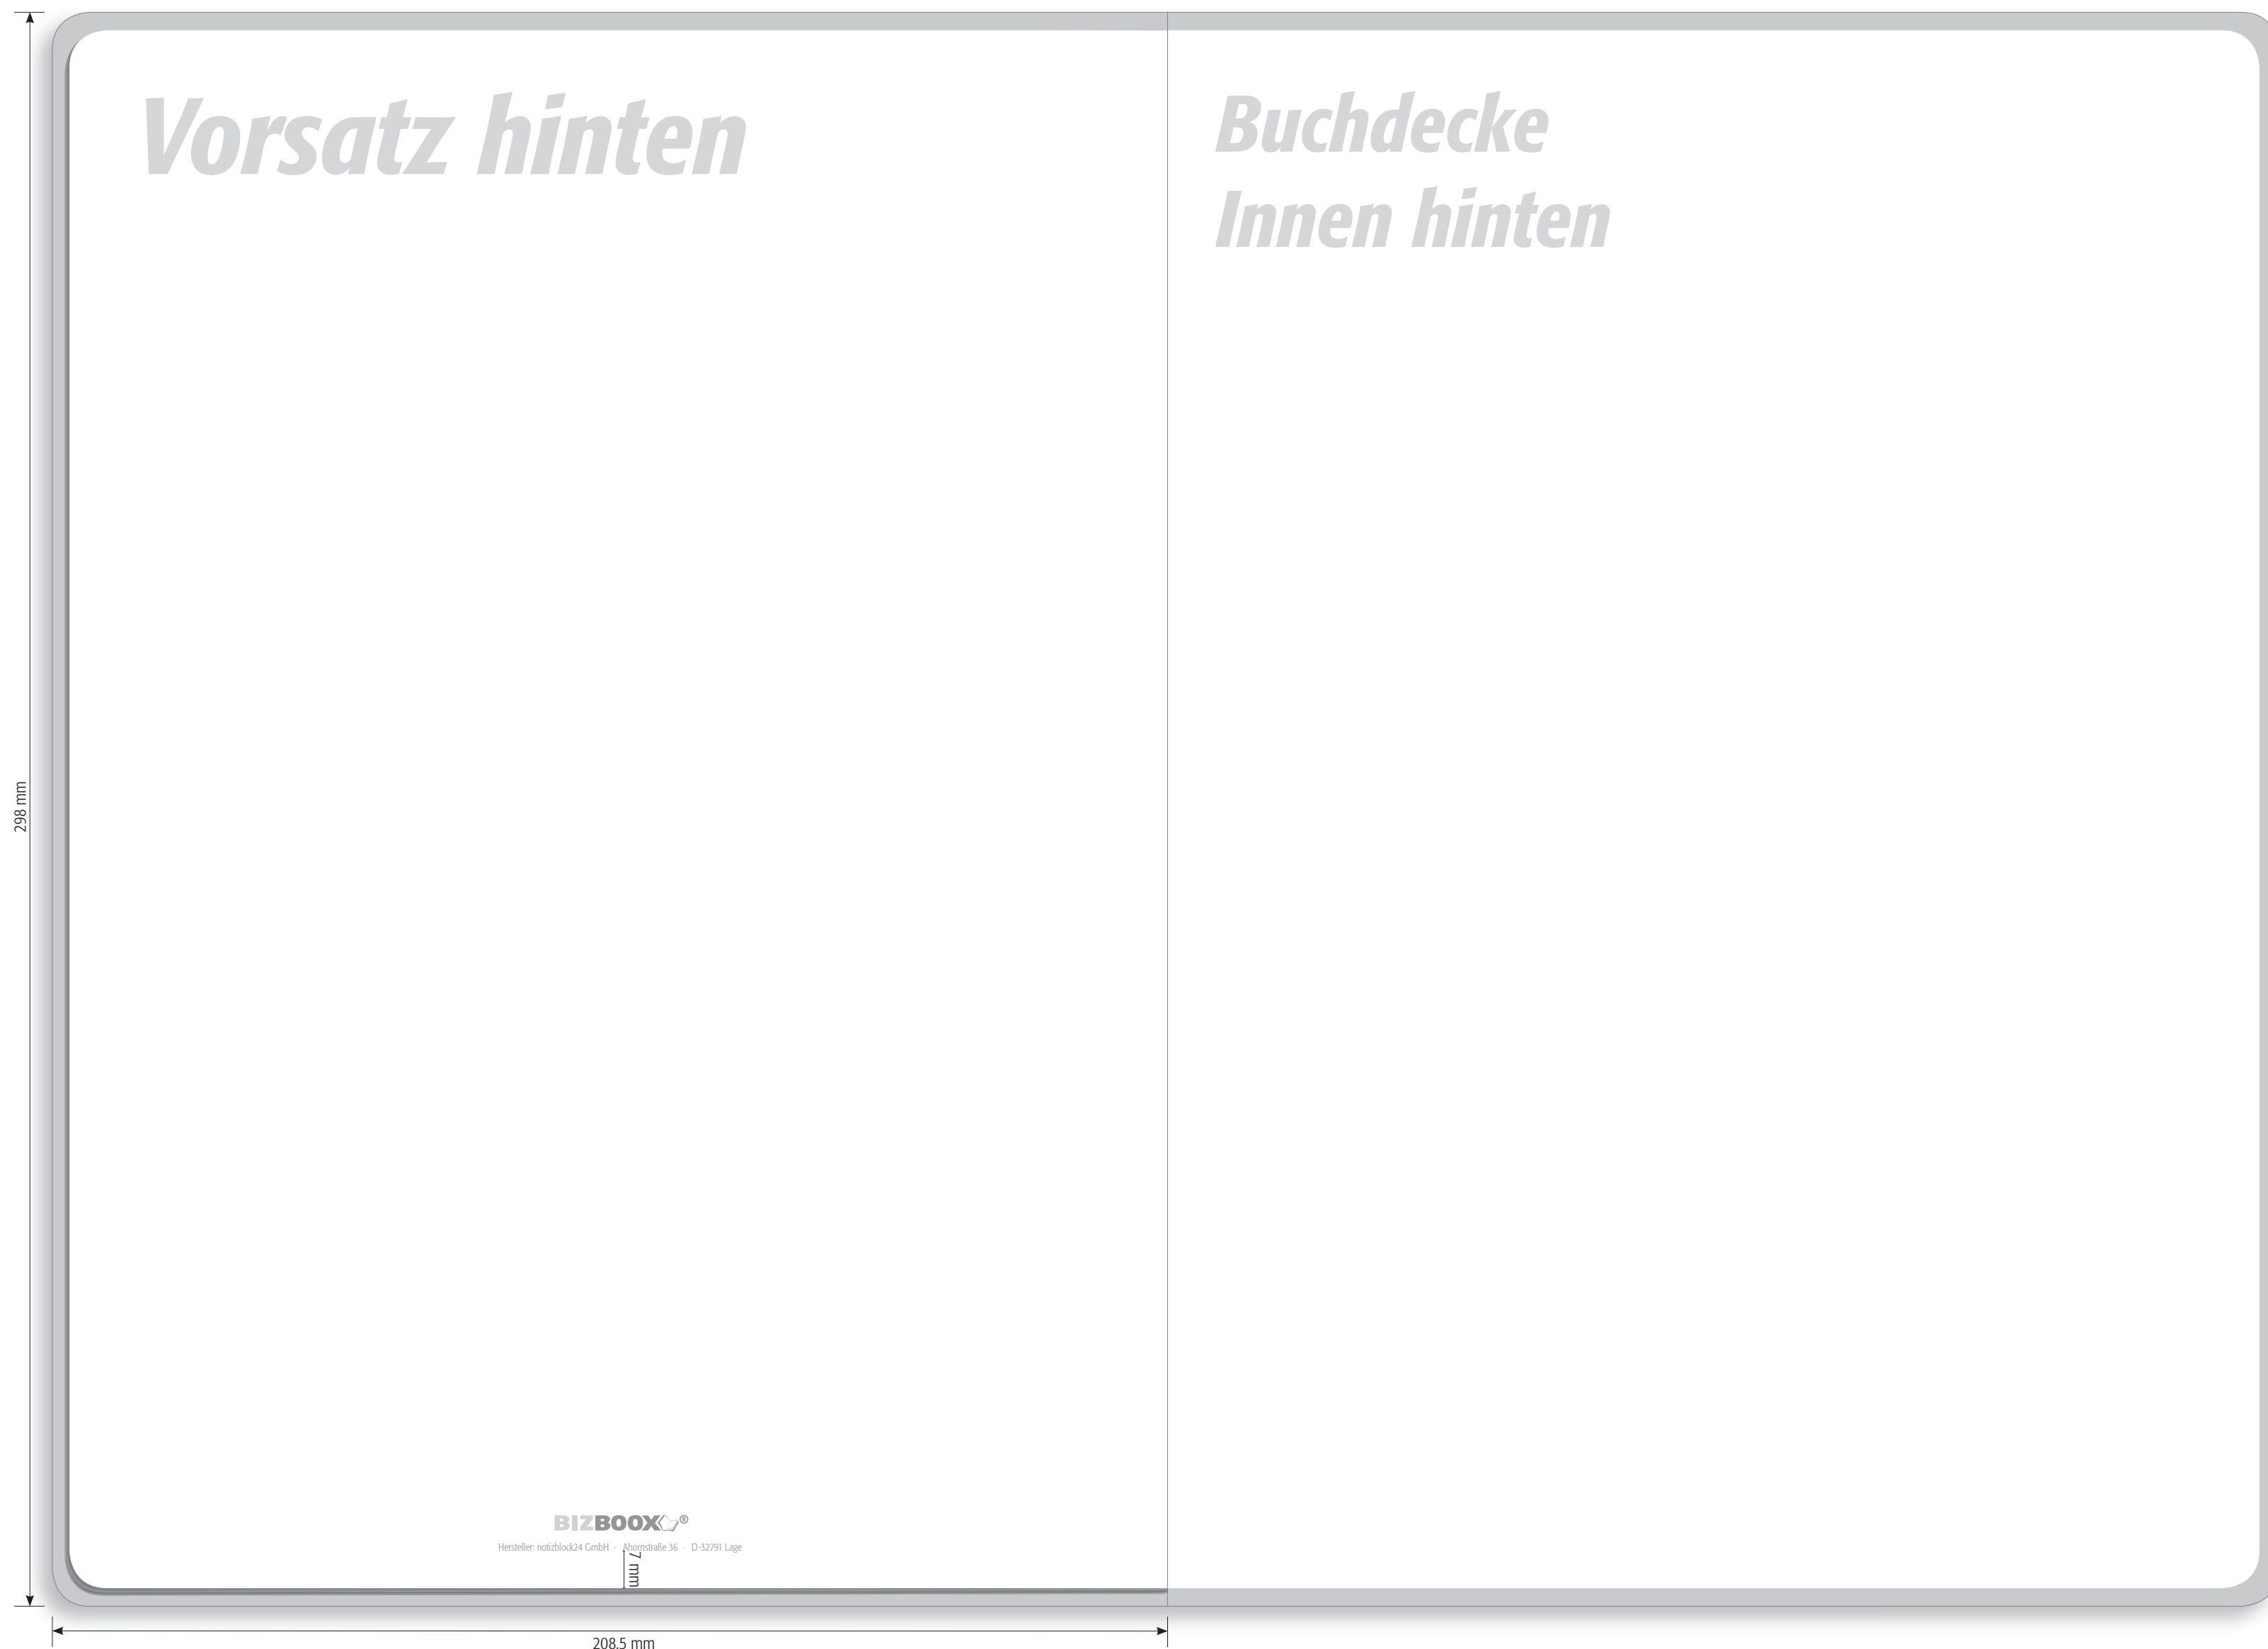 Vorsatz hinten
Buchdecke
Innen hinten
298 mm
BIZBOOX®
Hersteller: notizblock24 GmbH · Ahornstraße 36 · D-32791 Lage
7 mm
208.5 mm